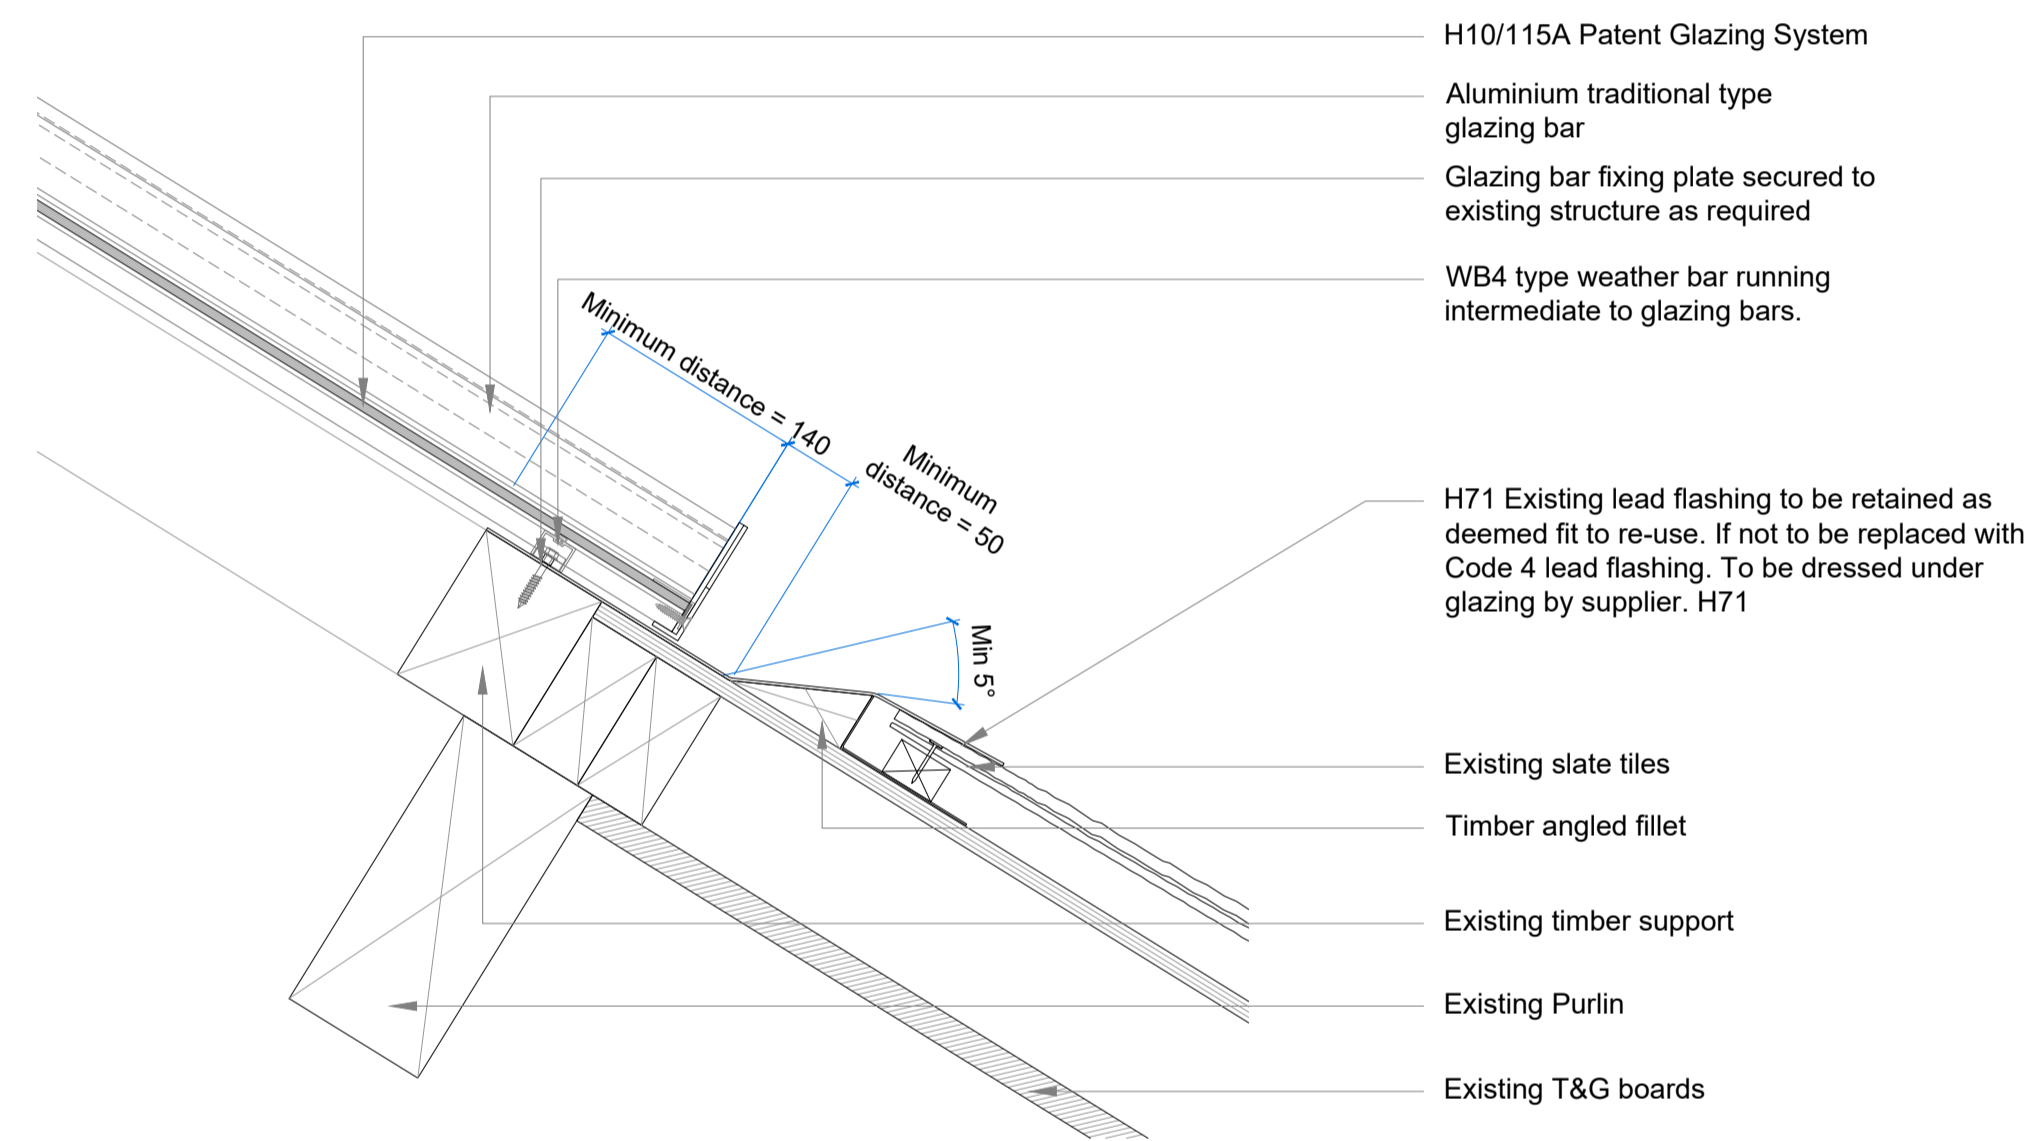 H10/115A Patent Glazing System
Aluminium traditional type
glazing bar
Glazing bar fixing plate secured to
existing structure as required
WB4 type weather bar running
intermediate to glazing bars.
Minimum distance = 140
Minimum
distance = 50
Min 5°
H71 Existing lead flashing to be retained as
deemed fit to re-use. If not to be replaced with
Code 4 lead flashing. To be dressed under
glazing by supplier. H71
Existing slate tiles
Timber angled fillet
Existing timber support
Existing Purlin
Existing T&G boards